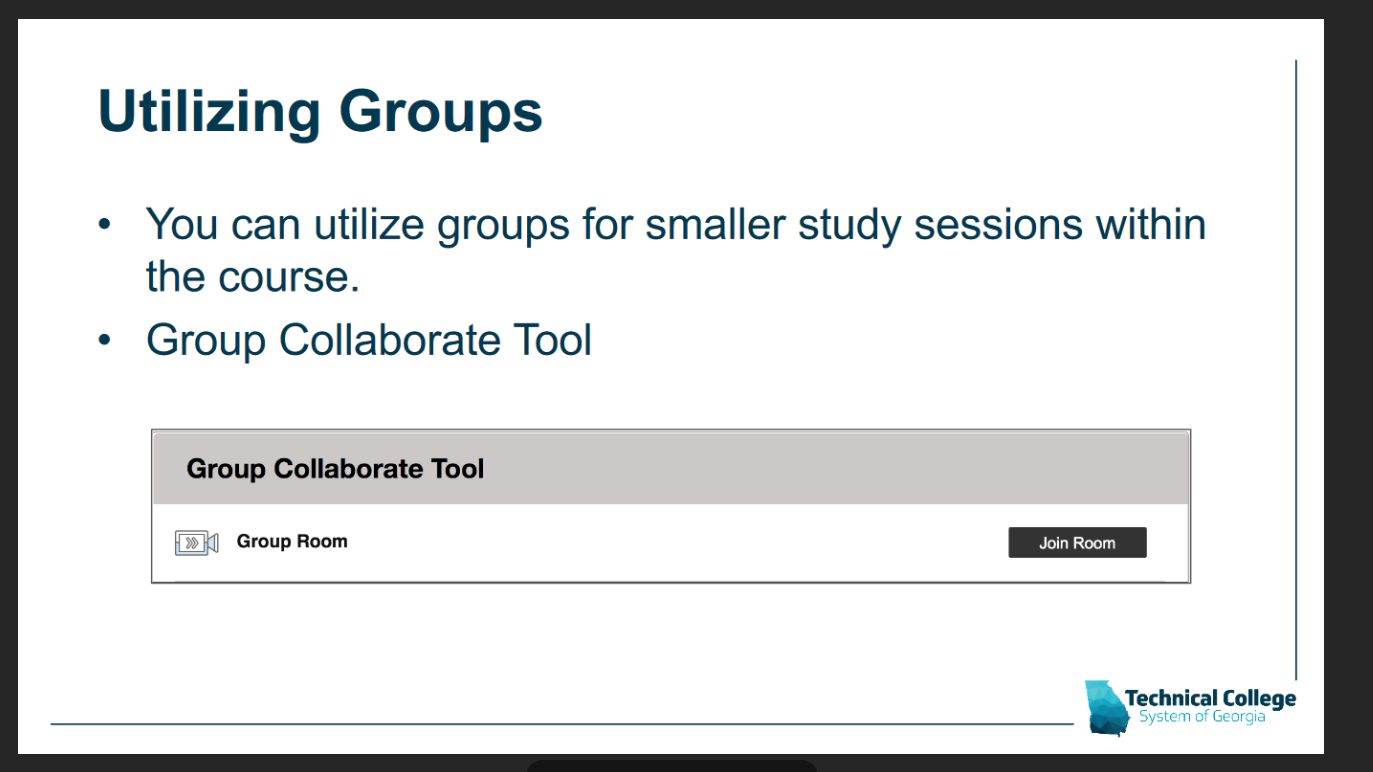 Utilizing Groups
• You can utilize groups for smaller study sessions within
the course.
• Group Collaborate Tool
Group Collaborate Tool
Group Room
Join Room
Technical College
System of Georgia